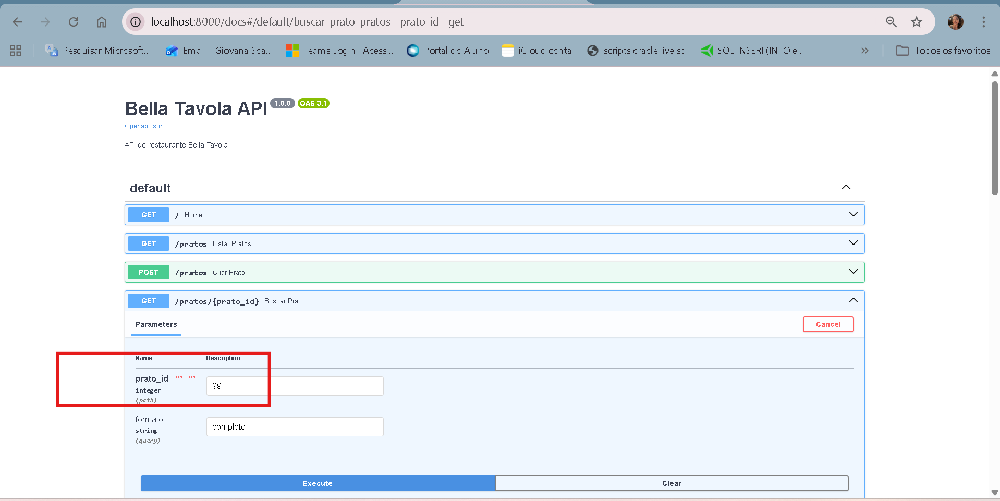 localhost:8000/docs#/default/buscar_prato_pratos__prato_id__get
Pesquisar Microsoft... Email – Giovana Soa... Teams Login | Acess... Portal do Aluno iCloud conta scripts oracle live sql SQL INSERT(INTO e... » Todos os favoritos
Bella Tavola API 1.0.0 OAS 3.1
/openapi.json
API do restaurante Bella Tavola
default
GET / Home
GET /pratos Listar Pratos
POST /pratos Criar Prato
GET /pratos/{prato_id} Buscar Prato
Parameters Cancel
Name Description
prato_id * required
integer
(path)
99
formato
string
(query)
completo
Execute Clear